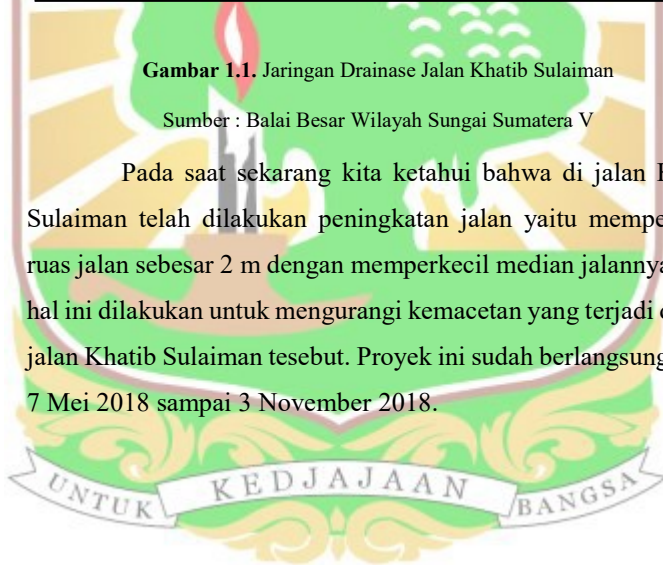 Gambar 1.1. Jaringan Drainase Jalan Khatib Sulaiman
Sumber : Balai Besar Wilayah Sungai Sumatera V
Pada saat sekarang kita ketahui bahwa di jalan
Sulaiman telah dilakukan peningkatan jalan yaitu
ruas jalan sebesar 2 m dengan memperkecil median jalannya
hal ini dilakukan untuk mengurangi kemacetan yang terjadi
jalan Khatib Sulaiman tesebut. Proyek ini sudah berlangsung
7 Mei 2018 sampai 3 November 2018.
UNTUK KEDJAJAAN BANGSA